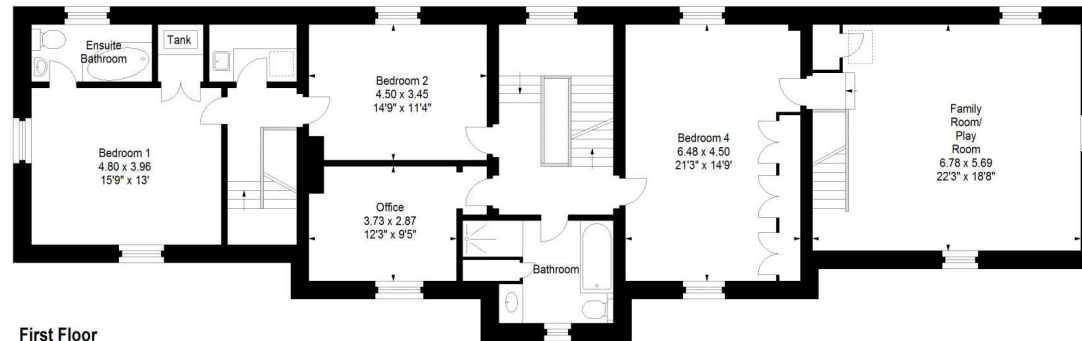 Ensuite
Bathroom
Tank
Bedroom 1
4.80 x 3.96
15'9" x 13'
Bedroom 2
4.50 x 3.45
14'9" x 11'4"
Office
3.73 x 2.87
12'3" x 9'5"
Bathroom
Bedroom 4
6.48 x 4.50
21'3" x 14'9'
Family
Room/
Play
Room
6.78 x 5.69
22'3" x 18'8"
First Floor